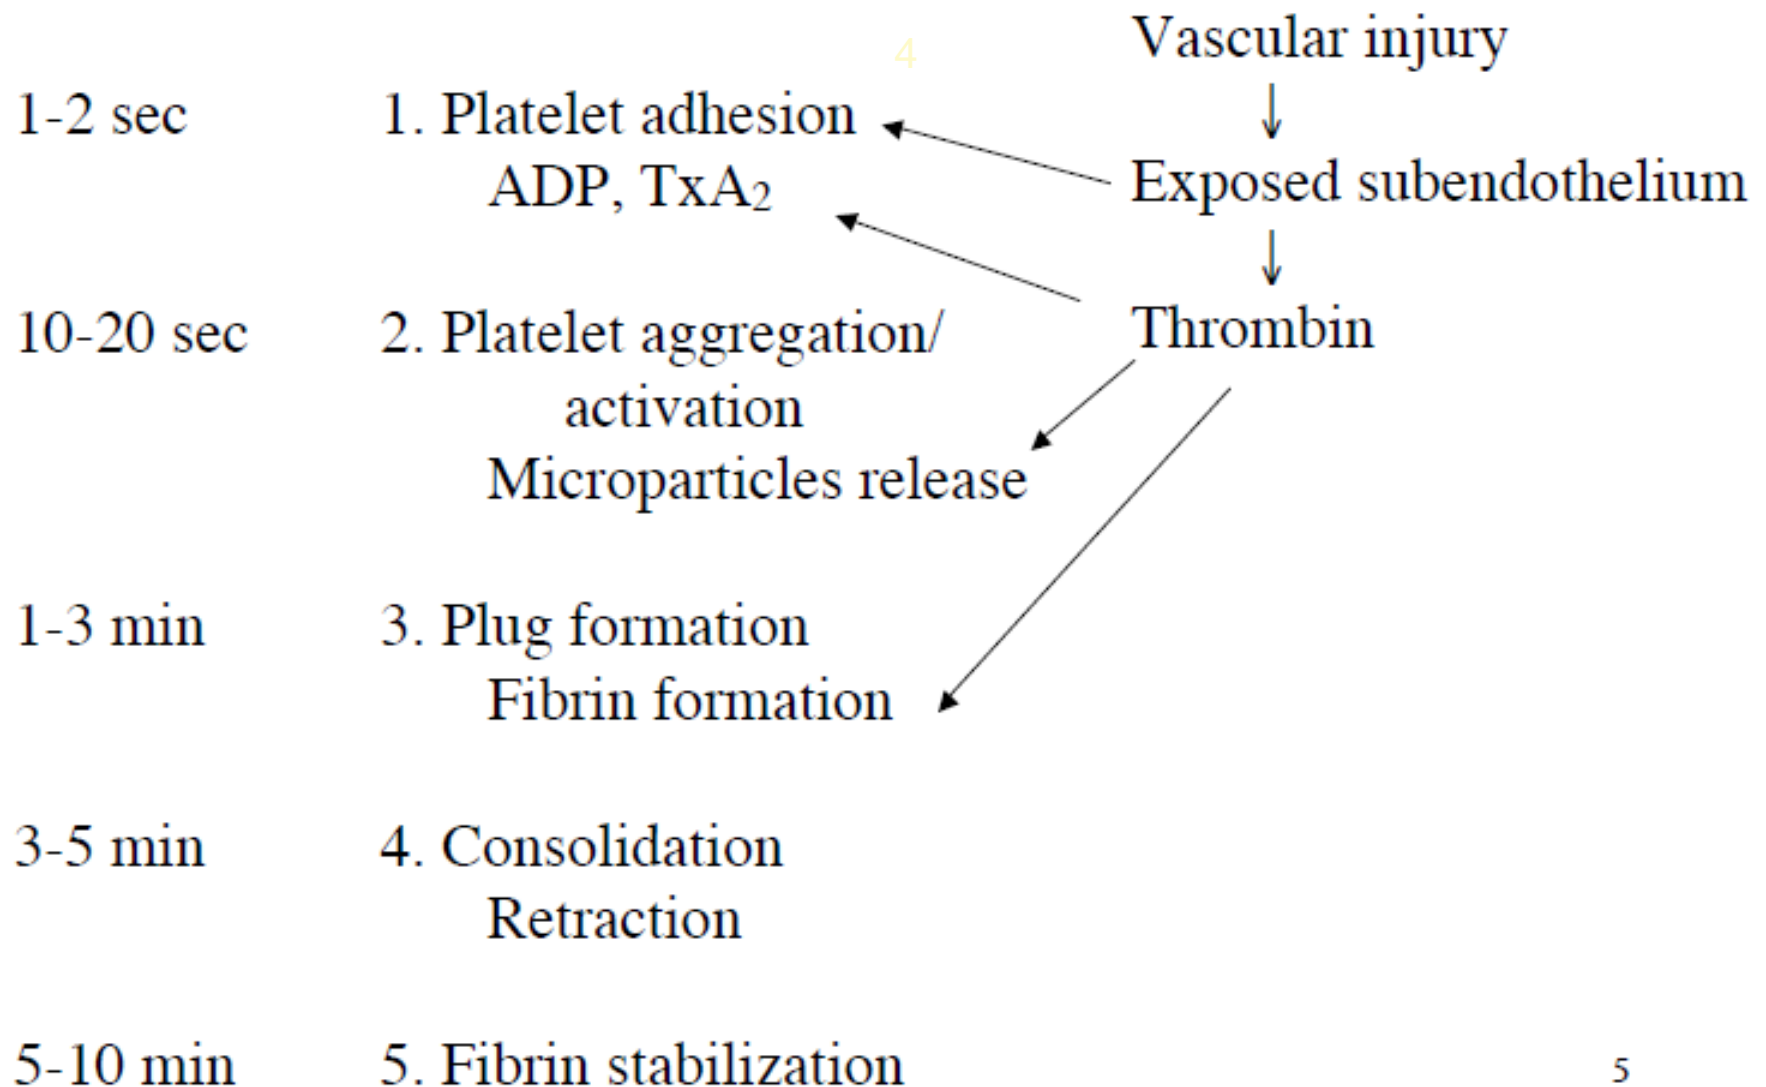 4
Vascular injury
↓
1-2 sec 1. Platelet adhesion
ADP, TxA₂
Exposed subendothelium
↓
10-20 sec 2. Platelet aggregation/
activation
Microparticles release
Thrombin
1-3 min 3. Plug formation
Fibrin formation
3-5 min 4. Consolidation
Retraction
5-10 min 5. Fibrin stabilization
5